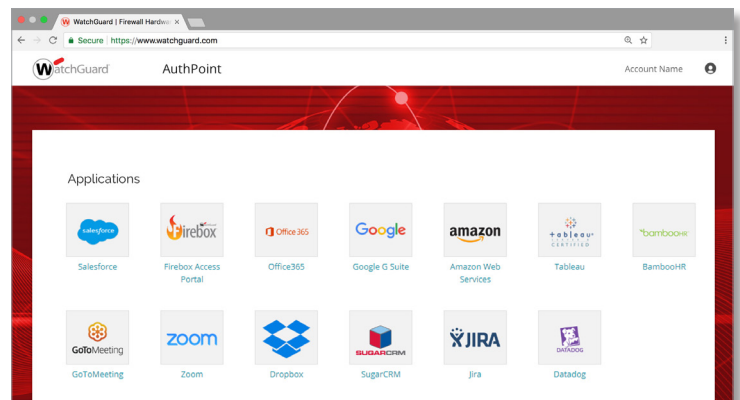 WatchGuard | Firewall Hardwar
Secure https://www.watchguard.com
WatchGuard
AuthPoint
Account Name
Applications
salesforce
Firebox
Office 365
Google
amazon
tableau
CERTIFIED
bambooHR
Salesforce
Firebox Access
Portal
Office365
Google G Suite
Amazon Web
Services
Tableau
BambooHR
GoToMeeting
zoom
SUGARCRM
JIRA
DATADOG
GoToMeeting
Zoom
Dropbox
SugarCRM
Jira
Datadog